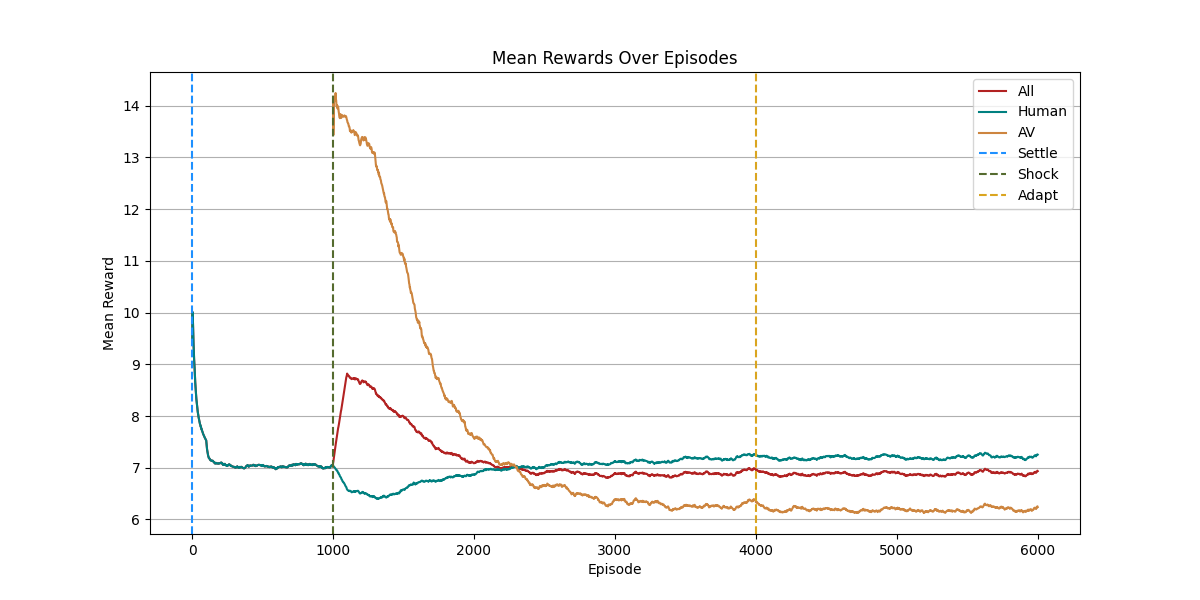 Mean Rewards Over Episodes
Mean Reward
14
13
12
11
10
9
8
7
6
All
Human
AV
Settle
Shock
Adapt
0 1000 2000 3000 4000 5000 6000
Episode